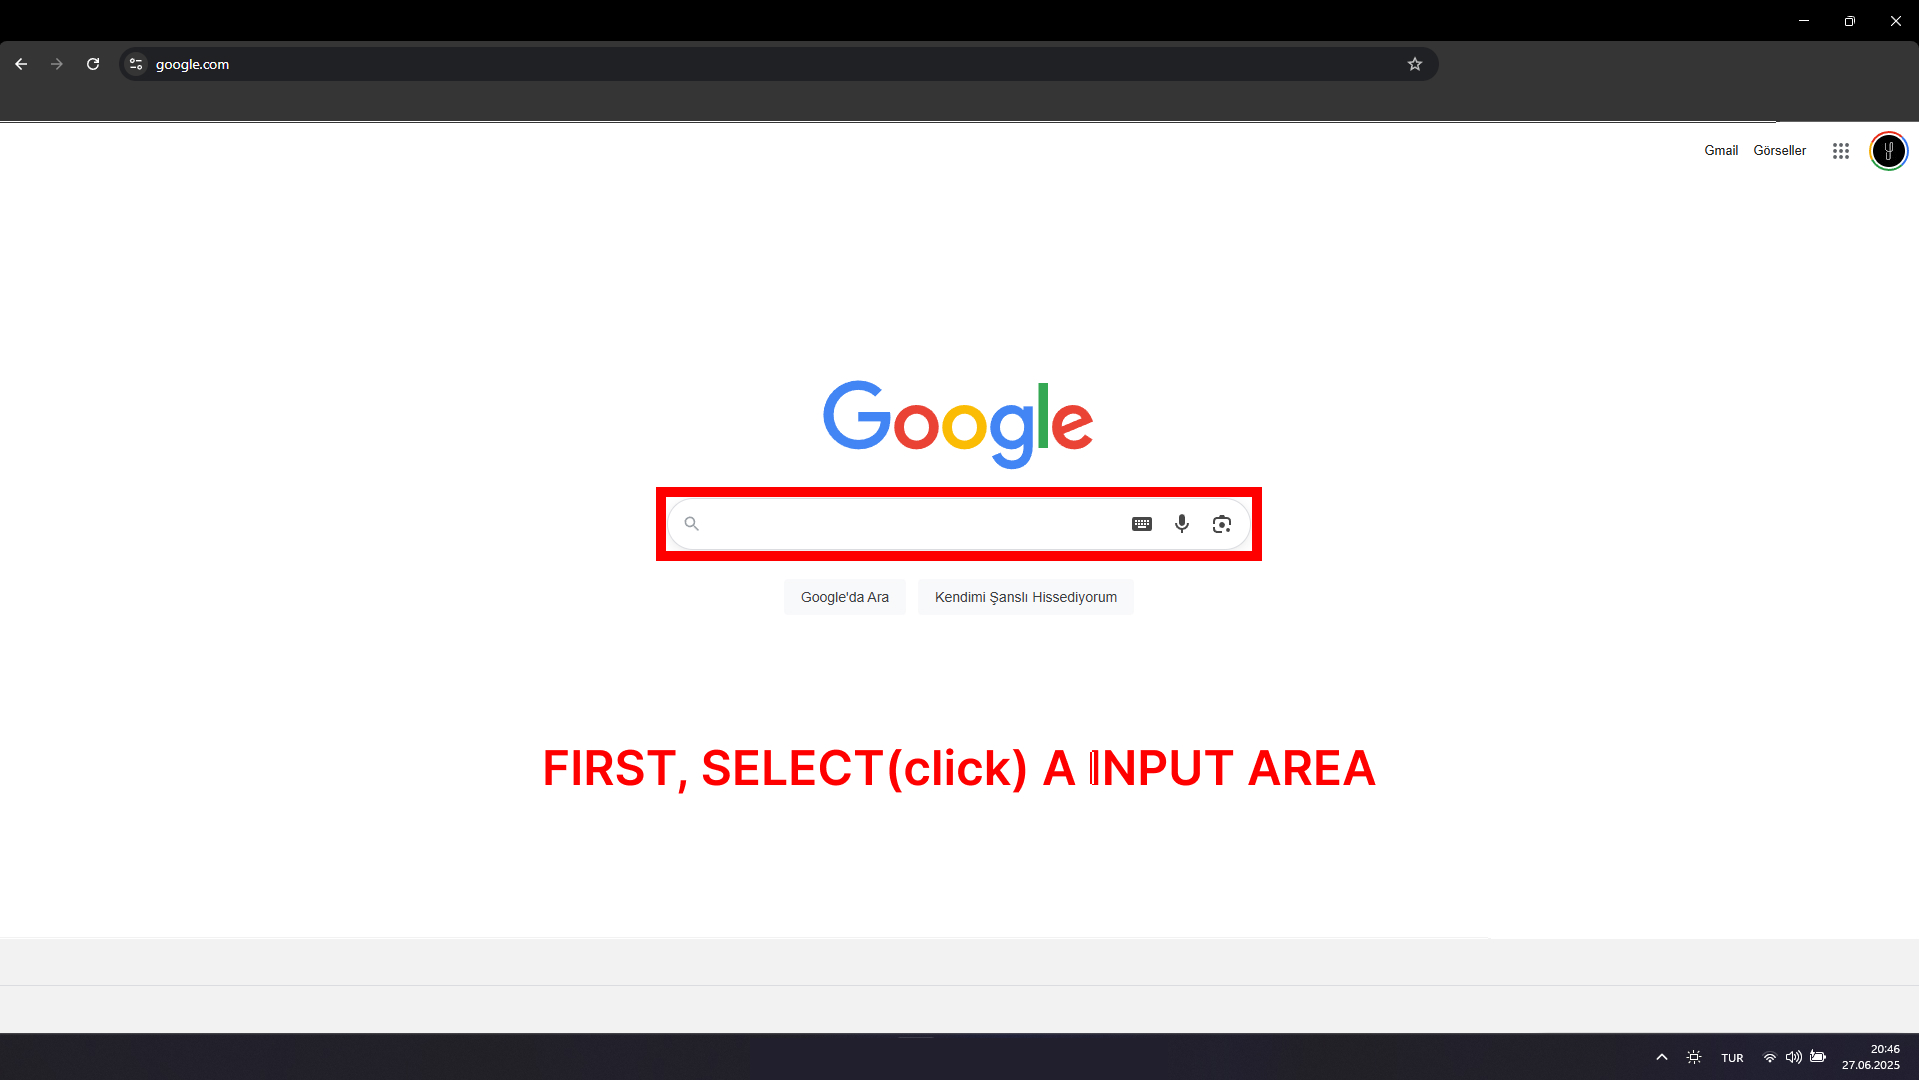 google.com
Gmail Görseller
Google
Google'da Ara Kendimi Şanslı Hissediyorum
FIRST, SELECT(click) A INPUT AREA
TUR 20:46
27.06.2025